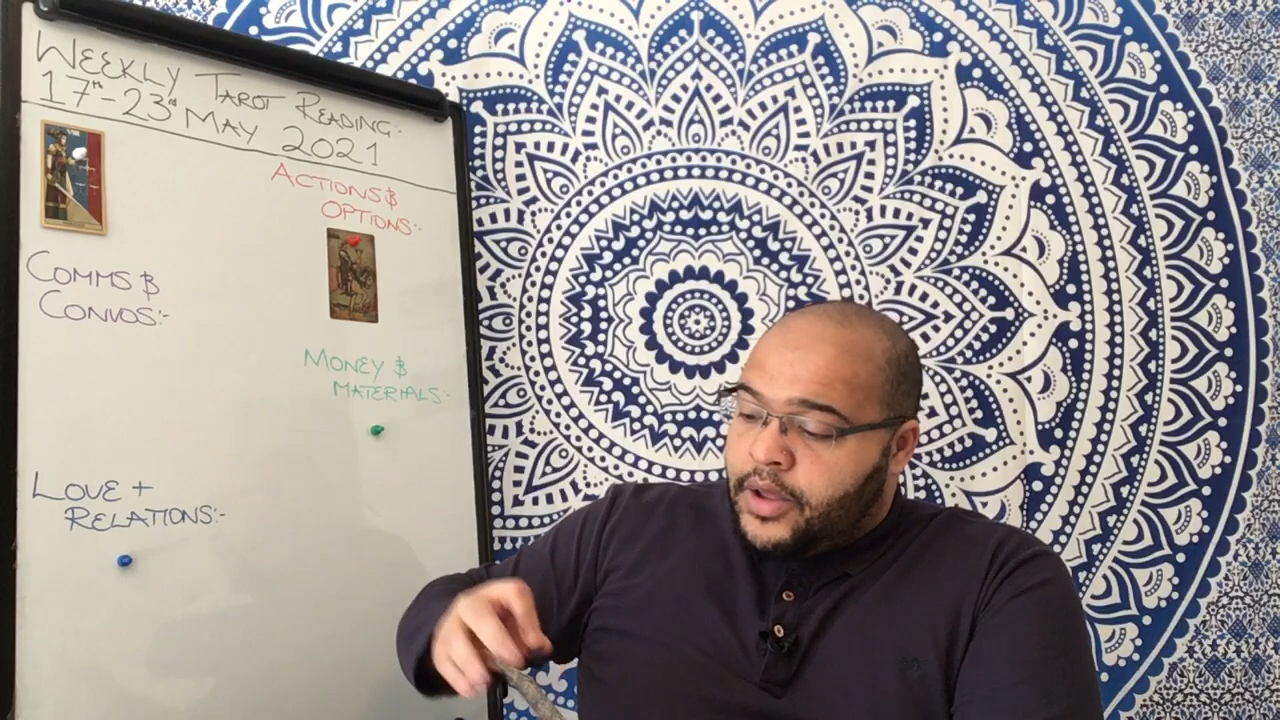 WEEKLY TAROT READING:-
17TH-23RD MAY 2021
ACTIONS &
OPTIONS:-
COMMS &
CONVOS:-
MONEY &
MATERIALS:-
LOVE +
RELATIONS:-